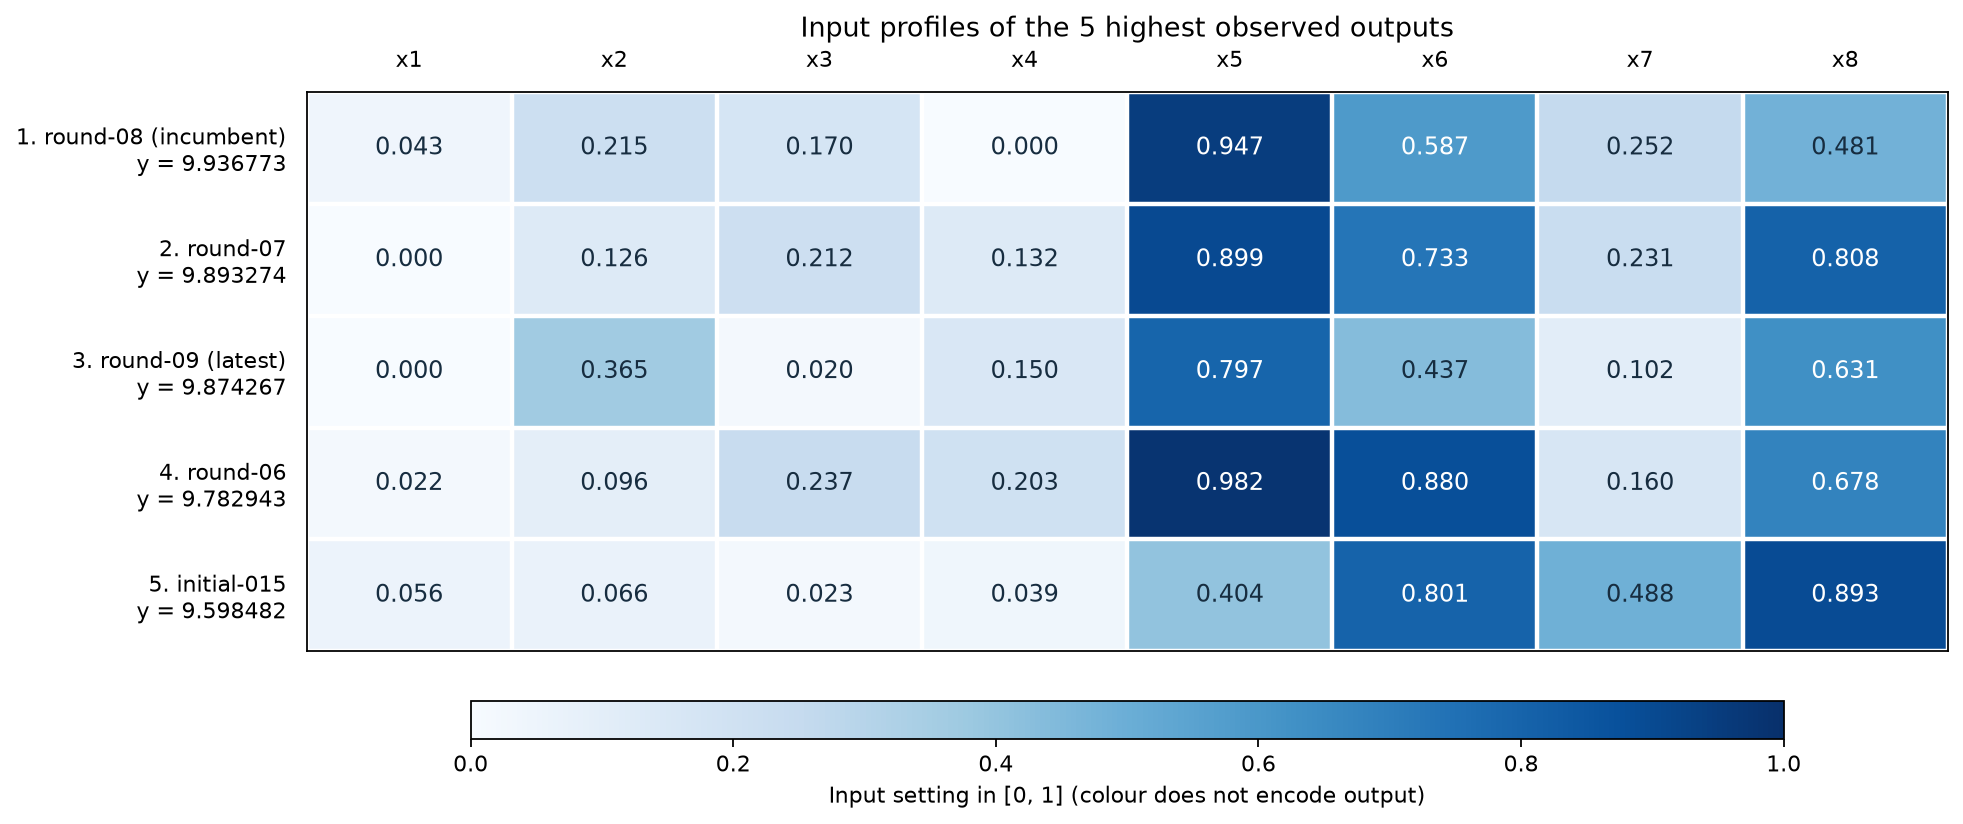 Input profiles of the 5 highest observed outputs
x1 x2 x3 x4 x5 x6 x7 x8
1. round-08 (incumbent)
y = 9.936773
0.043 0.215 0.170 0.000 0.947 0.587 0.252 0.481
2. round-07
y = 9.893274
0.000 0.126 0.212 0.132 0.899 0.733 0.231 0.808
3. round-09 (latest)
y = 9.874267
0.000 0.365 0.020 0.150 0.797 0.437 0.102 0.631
4. round-06
y = 9.782943
0.022 0.096 0.237 0.203 0.982 0.880 0.160 0.678
5. initial-015
y = 9.598482
0.056 0.066 0.023 0.039 0.404 0.801 0.488 0.893
0.0 0.2 0.4 0.6 0.8 1.0
Input setting in [0, 1] (colour does not encode output)